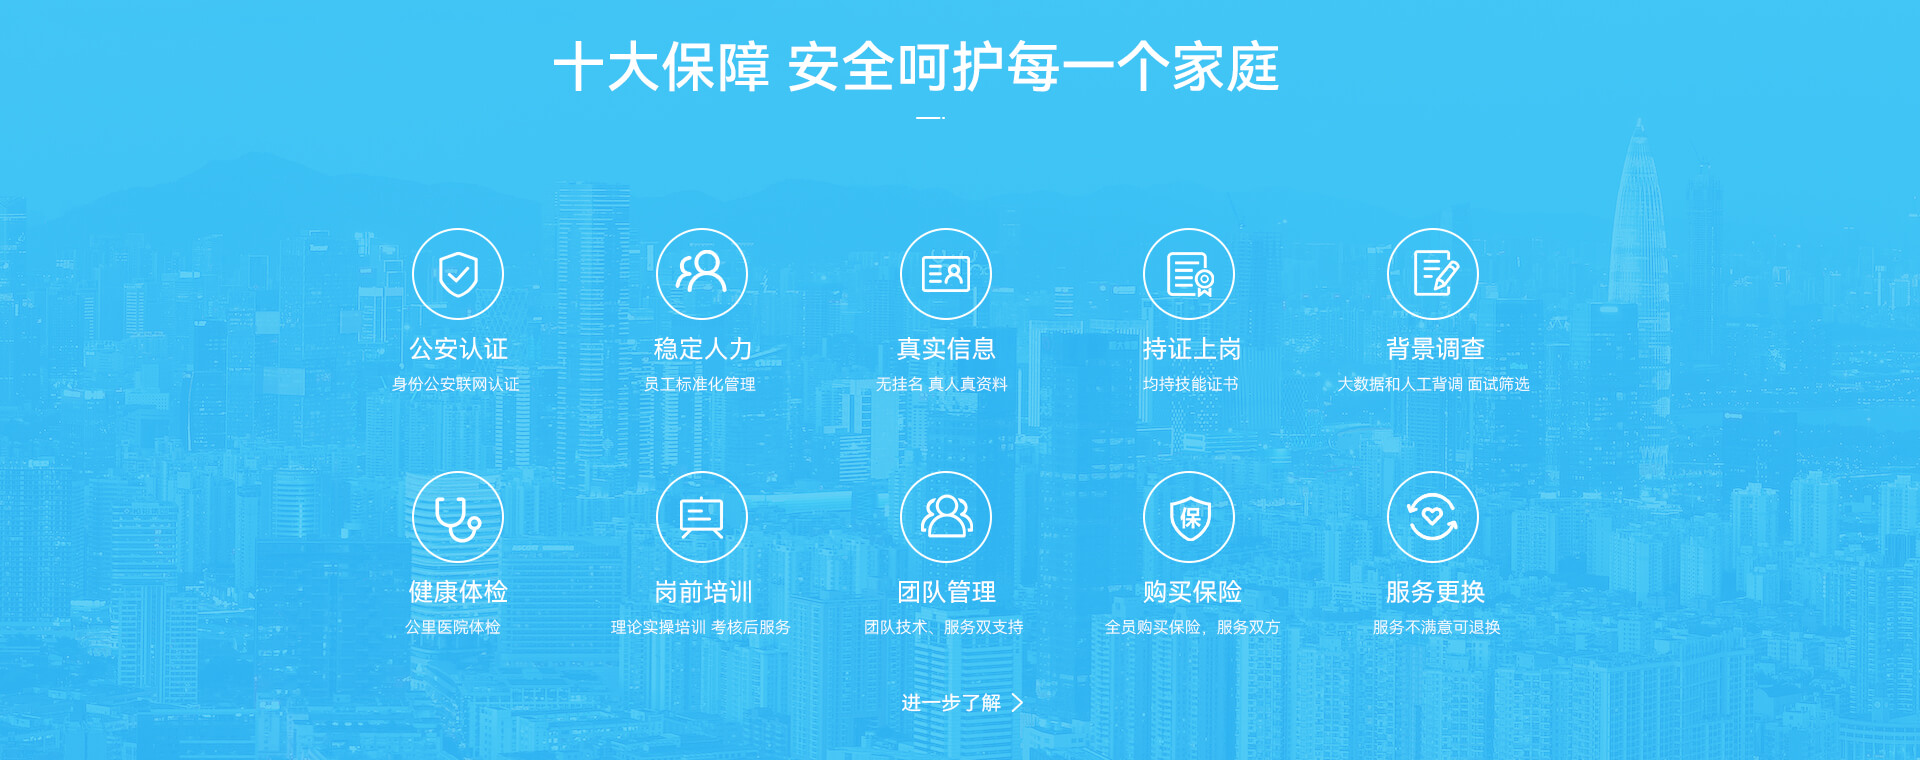 十大保障 安全呵护每一个家庭
公安认证
身份公安联网认证
稳定人力
员工标准化管理
真实信息
无挂名 真人真资料
持证上岗
均持技能证书
背景调查
大数据和人工背调 面试筛选
健康体检
公里医院体检
岗前培训
理论实操培训 考核后服务
团队管理
团队技术、服务双支持
保
购买保险
全员购买保险，服务双方
服务更换
服务不满意可退换
进一步了解